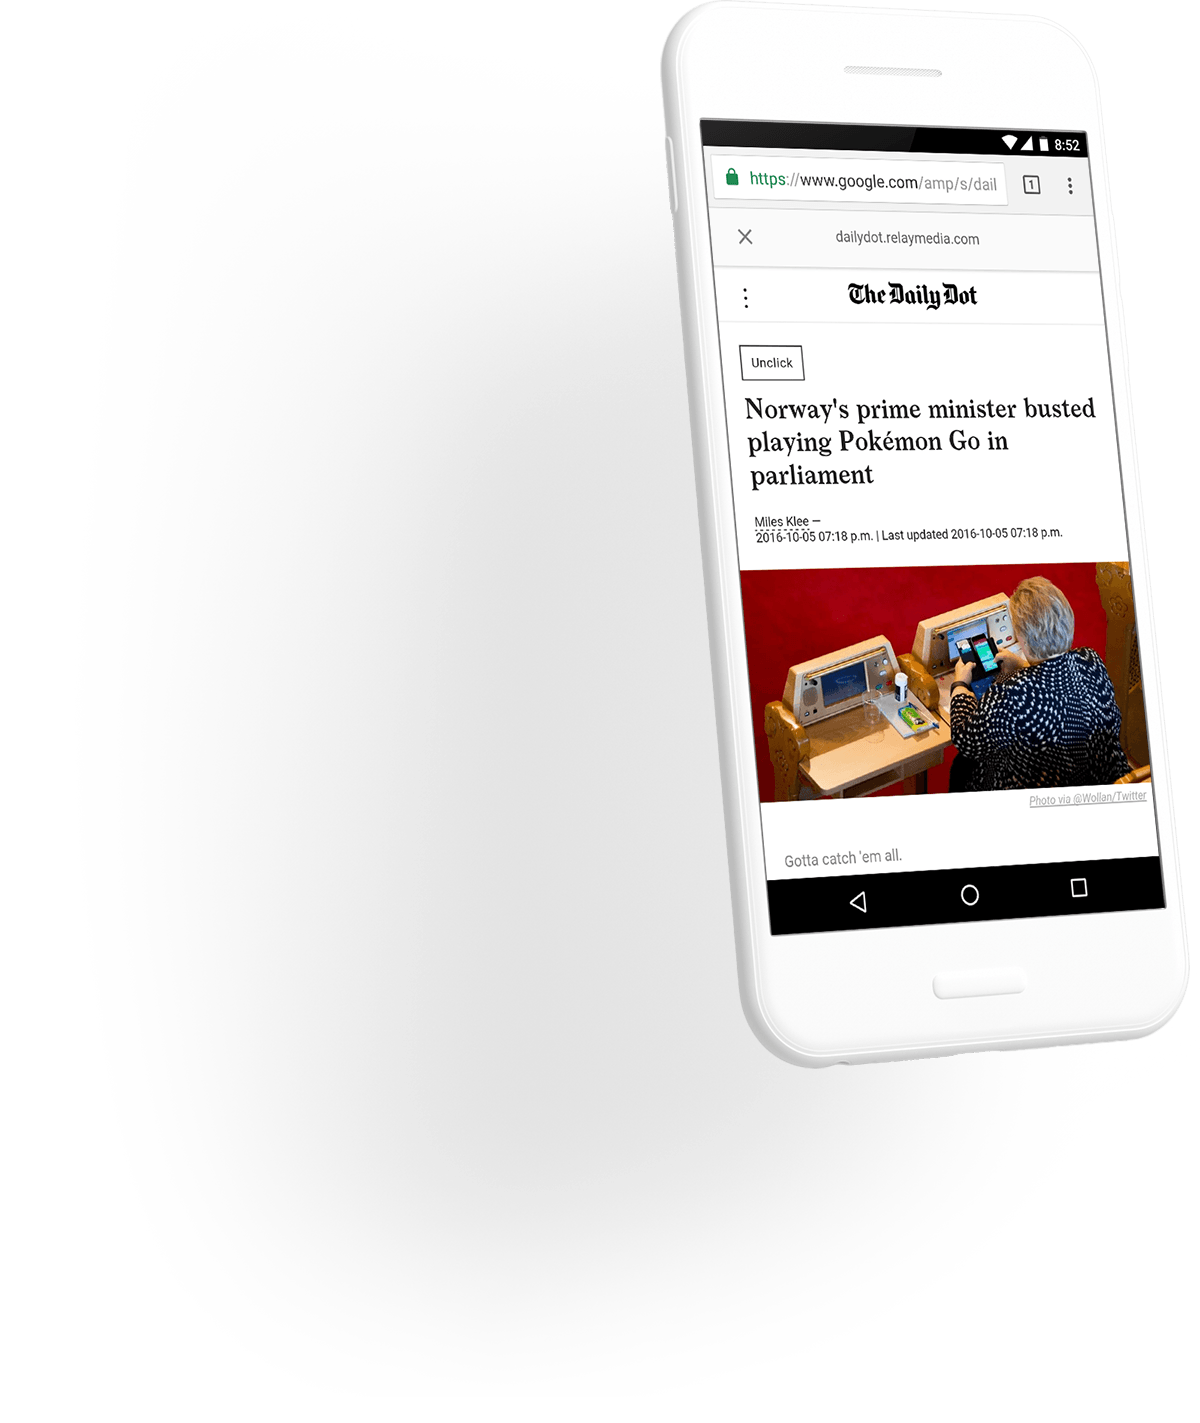 8:52
https://www.google.com/amp/s/dail
1
dailydot.relaymedia.com
The Daily Dot
Unclick
Norway's prime minister busted
playing Pokémon Go in
parliament
Miles Klee —
2016-10-05 07:18 p.m. | Last updated 2016-10-05 07:18 p.m.
Photo via @Wollan/Twitter
Gotta catch 'em all.